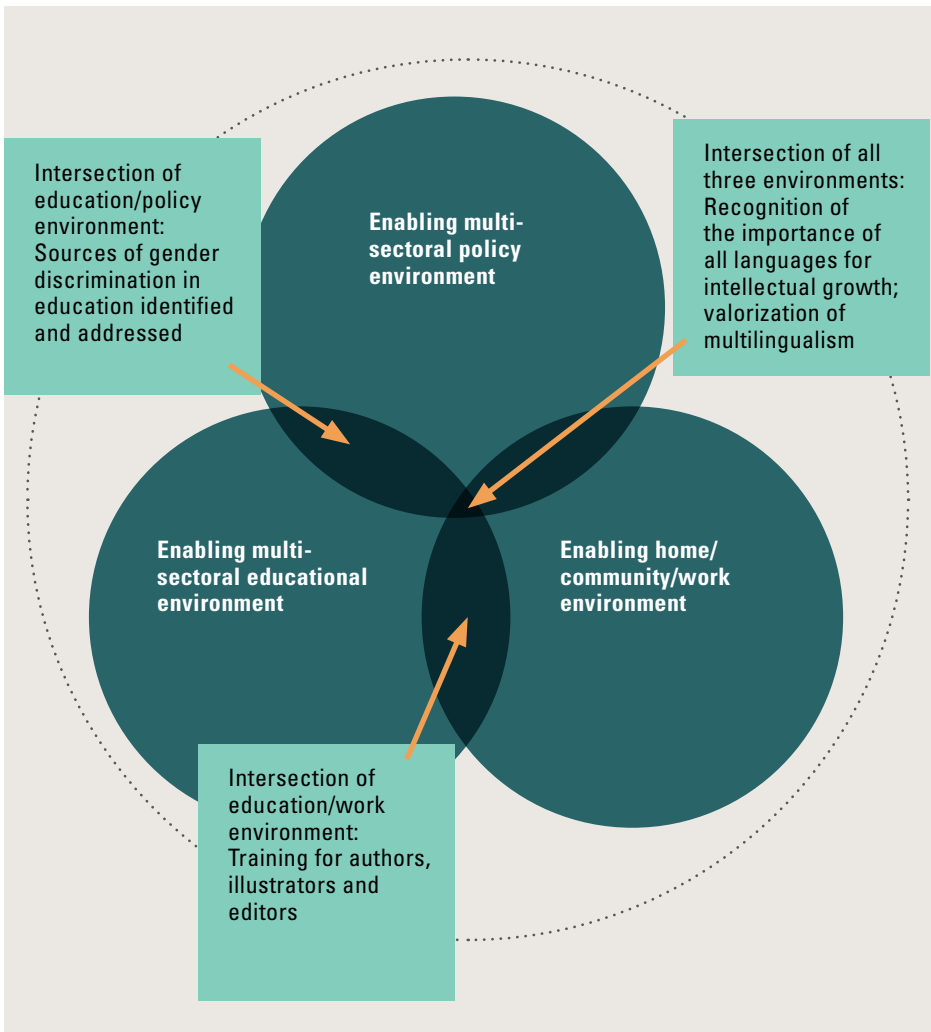 Intersection of
education/policy
environment:
Sources of gender
discrimination in
education identified
and addressed
Enabling multi-
sectoral policy
environment
Intersection of all
three environments:
Recognition of
the importance of
all languages for
intellectual growth;
valorization of
multilingualism
Enabling multi-
sectoral educational
environment
Enabling home/
community/work
environment
Intersection of
education/work
environment:
Training for authors,
illustrators and
editors